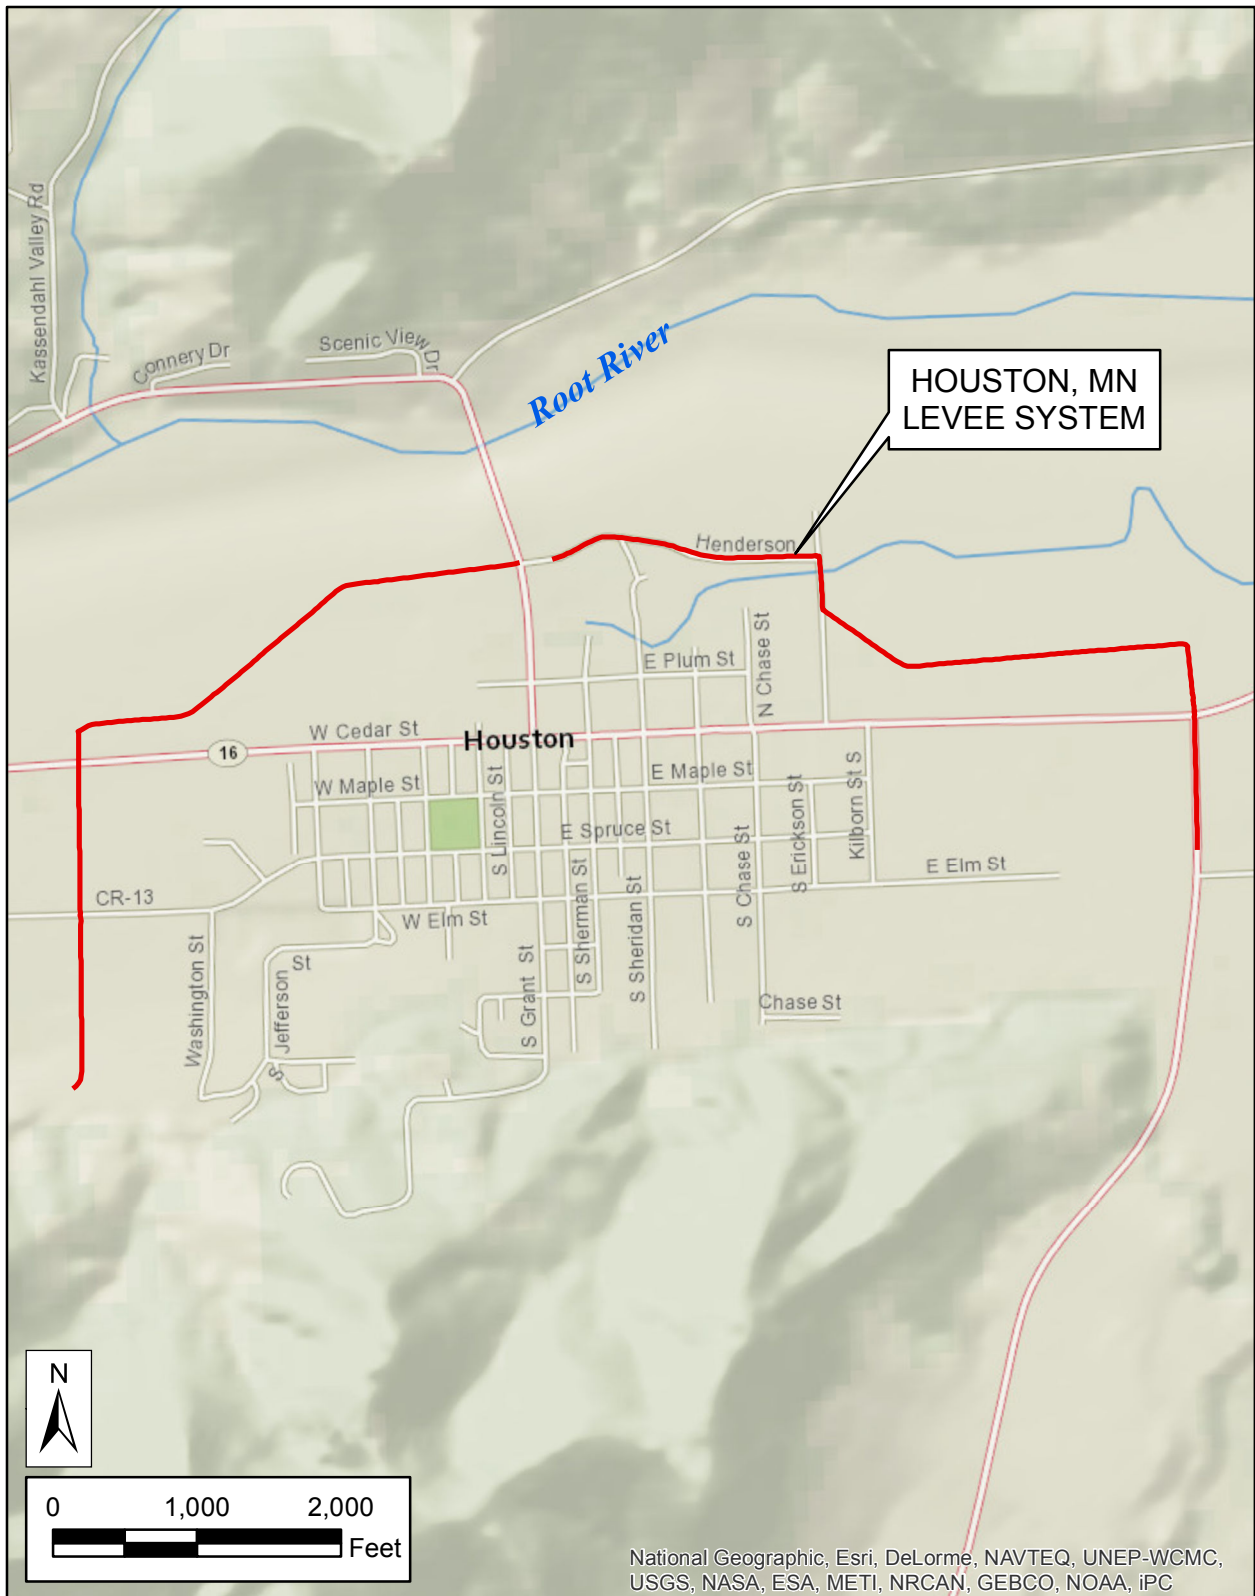 Kassendahl Valley Rd
Connery Dr
Scenic View Dr
Root River
HOUSTON, MN
LEVEE SYSTEM
Henderson
E Plum St
N Chase St
W Cedar St
Houston
16
W Maple St
E Maple St
S Lincoln St
E Spruce St
S Erickson St
Kilborn St S
S Chase St
E Elm St
CR-13
W Elm St
S Sherman St
S Sheridan St
Washington St
S Jefferson St
S Grant St
Chase St
N
0 1,000 2,000
Feet
National Geographic, Esri, DeLorme, NAVTEQ, UNEP-WCMC,
USGS, NASA, ESA, METI, NRCAN, GEBCO, NOAA, iPC